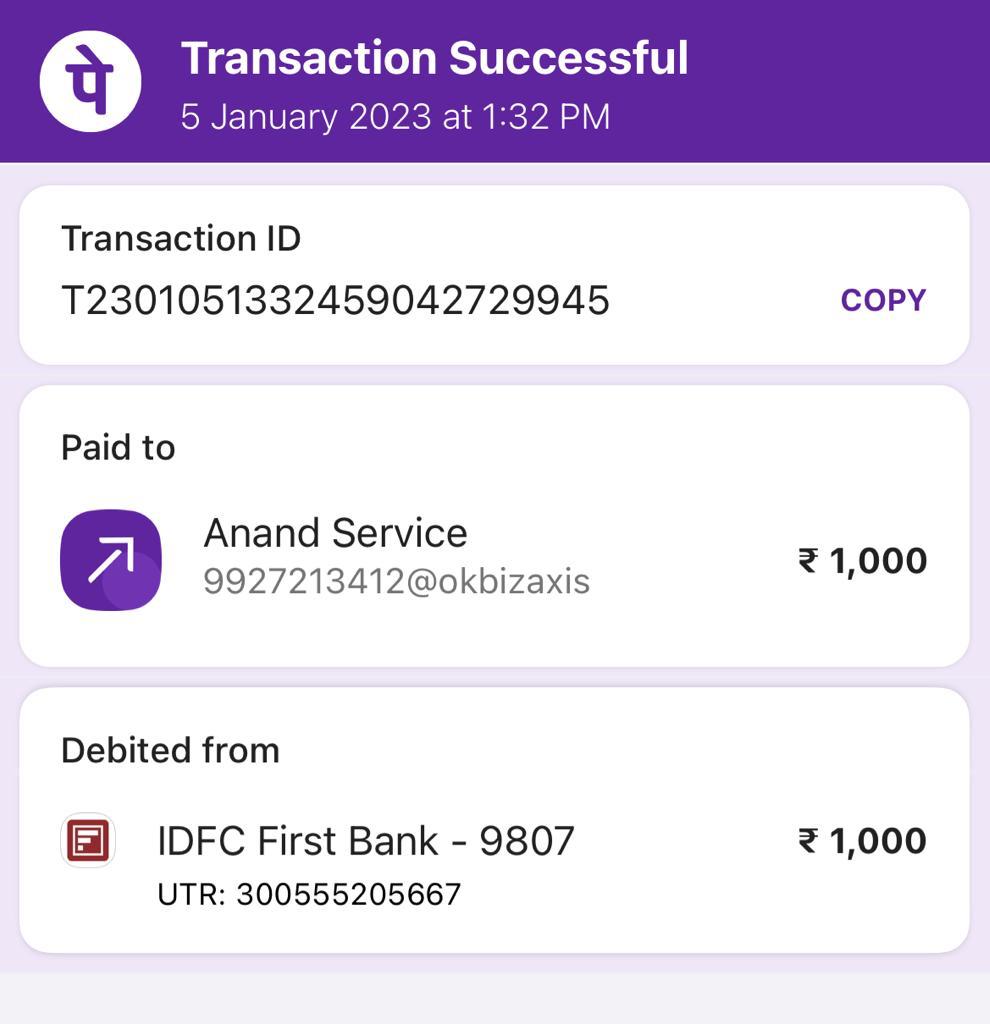 पे
Transaction Successful
5 January 2023 at 1:32 PM
Transaction ID
T2301051332459042729945
COPY
Paid to
Anand Service
9927213412@okbizaxis
₹ 1,000
Debited from
IDFC First Bank - 9807
₹ 1,000
UTR: 300555205667